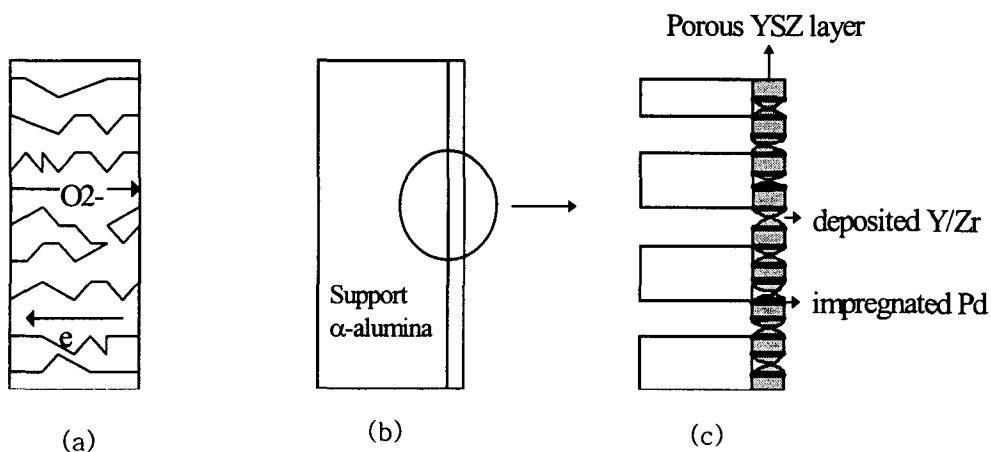 Porous YSZ layer
O2-
deposited Y/Zr
Support
α-alumina
impregnated Pd
e
(a)
(b)
(c)